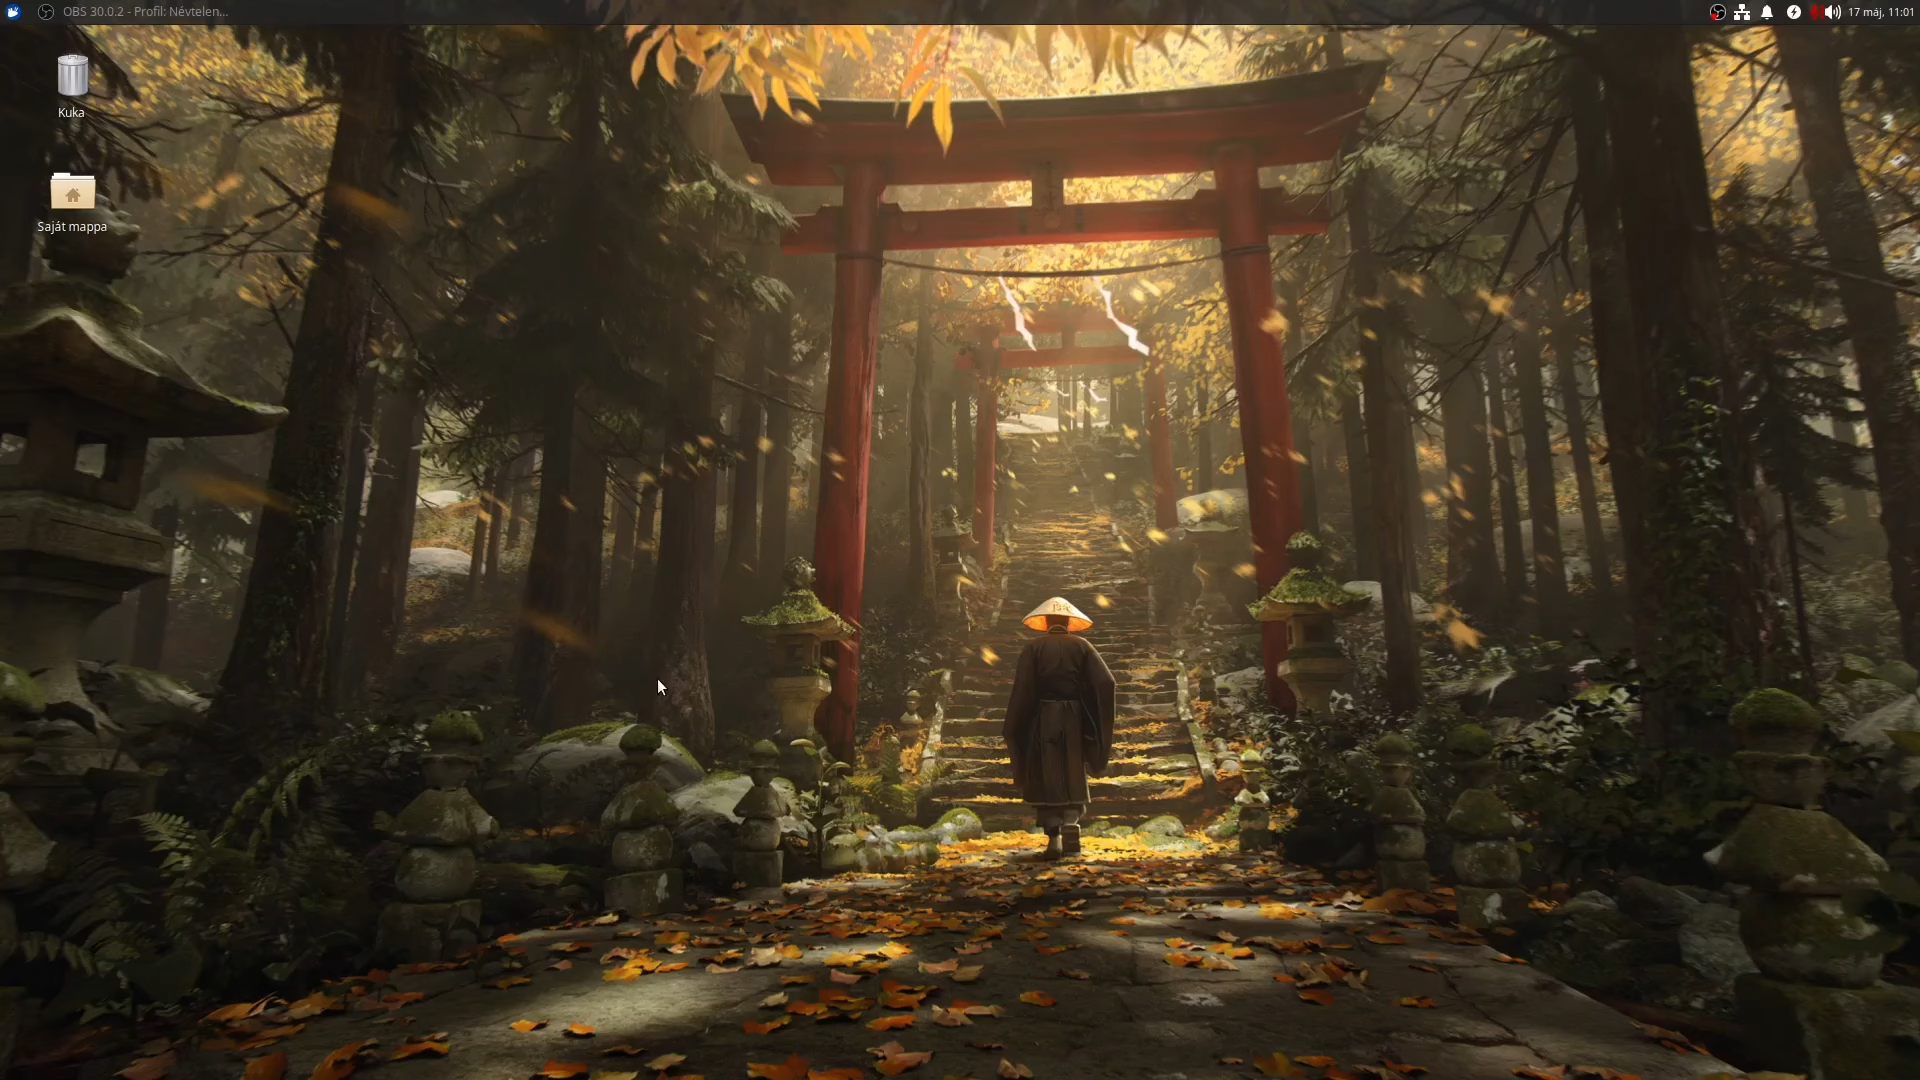 OBS 30.0.2 - Profil: Névtelen...
17 máj, 11:01
Kuka
Saját mappa